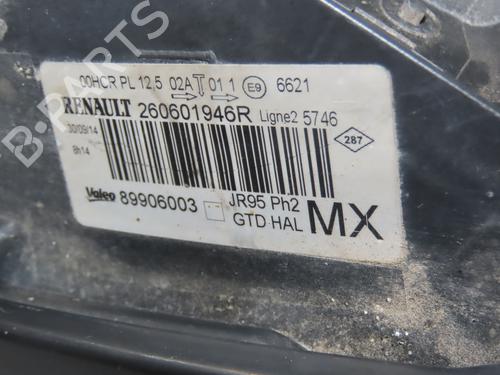 00HCR PL 12,5 02A T 01 1 E9 6621
RENAULT 260601946R Ligne2 5746
30/09/14
8h14
287
Valeo 89906003 JR95 Ph2
GTD HAL MX